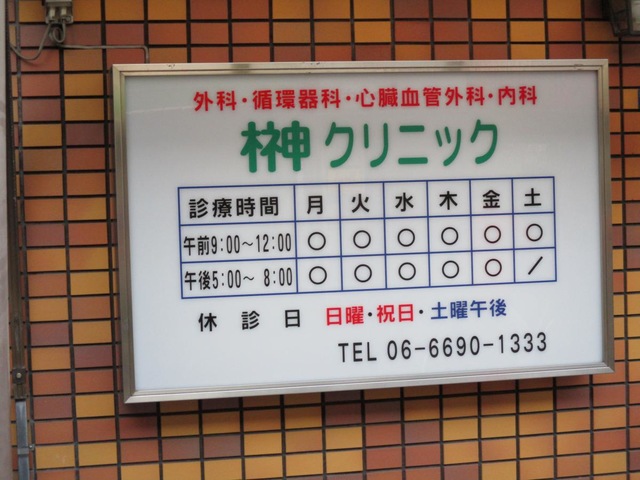 外科・循環器科・心臓血管外科・内科
榊クリニック
診療時間 月 火 水 木 金 土
午前9:00〜12:00 ○ ○ ○ ○ ○ ○
午後5:00〜 8:00 ○ ○ ○ ○ ○ /
休診日 日曜・祝日・土曜午後
TEL 06-6690-1333